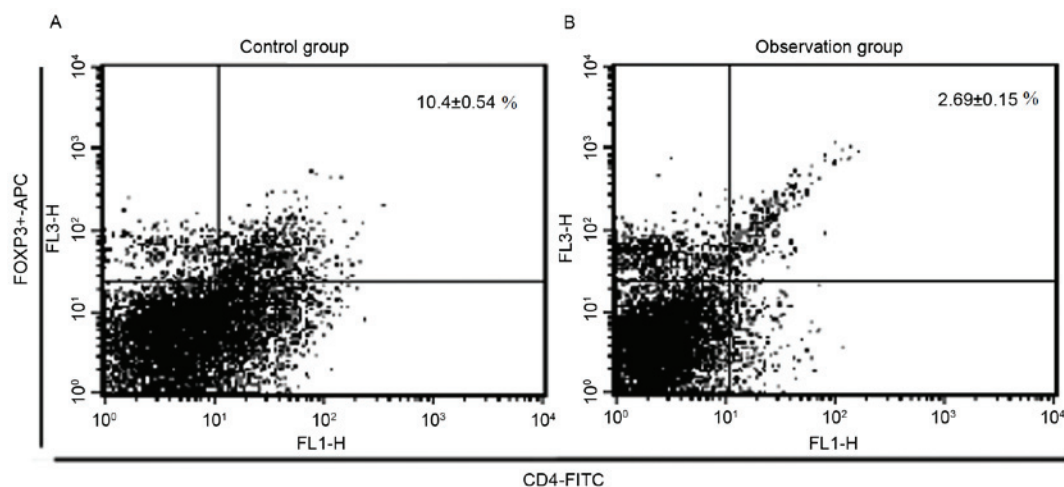 A
Control group
10⁴
10³
10²
10¹
10⁰
10.4±0.54 %
FOXP3+-APC
FL3-H
10⁰ 10¹ 10² 10³ 10⁴
FL1-H
B
Observation group
10⁴
10³
10²
10¹
10⁰
2.69±0.15 %
FL3-H
10⁰ 10¹ 10² 10³ 10⁴
FL1-H
CD4-FITC